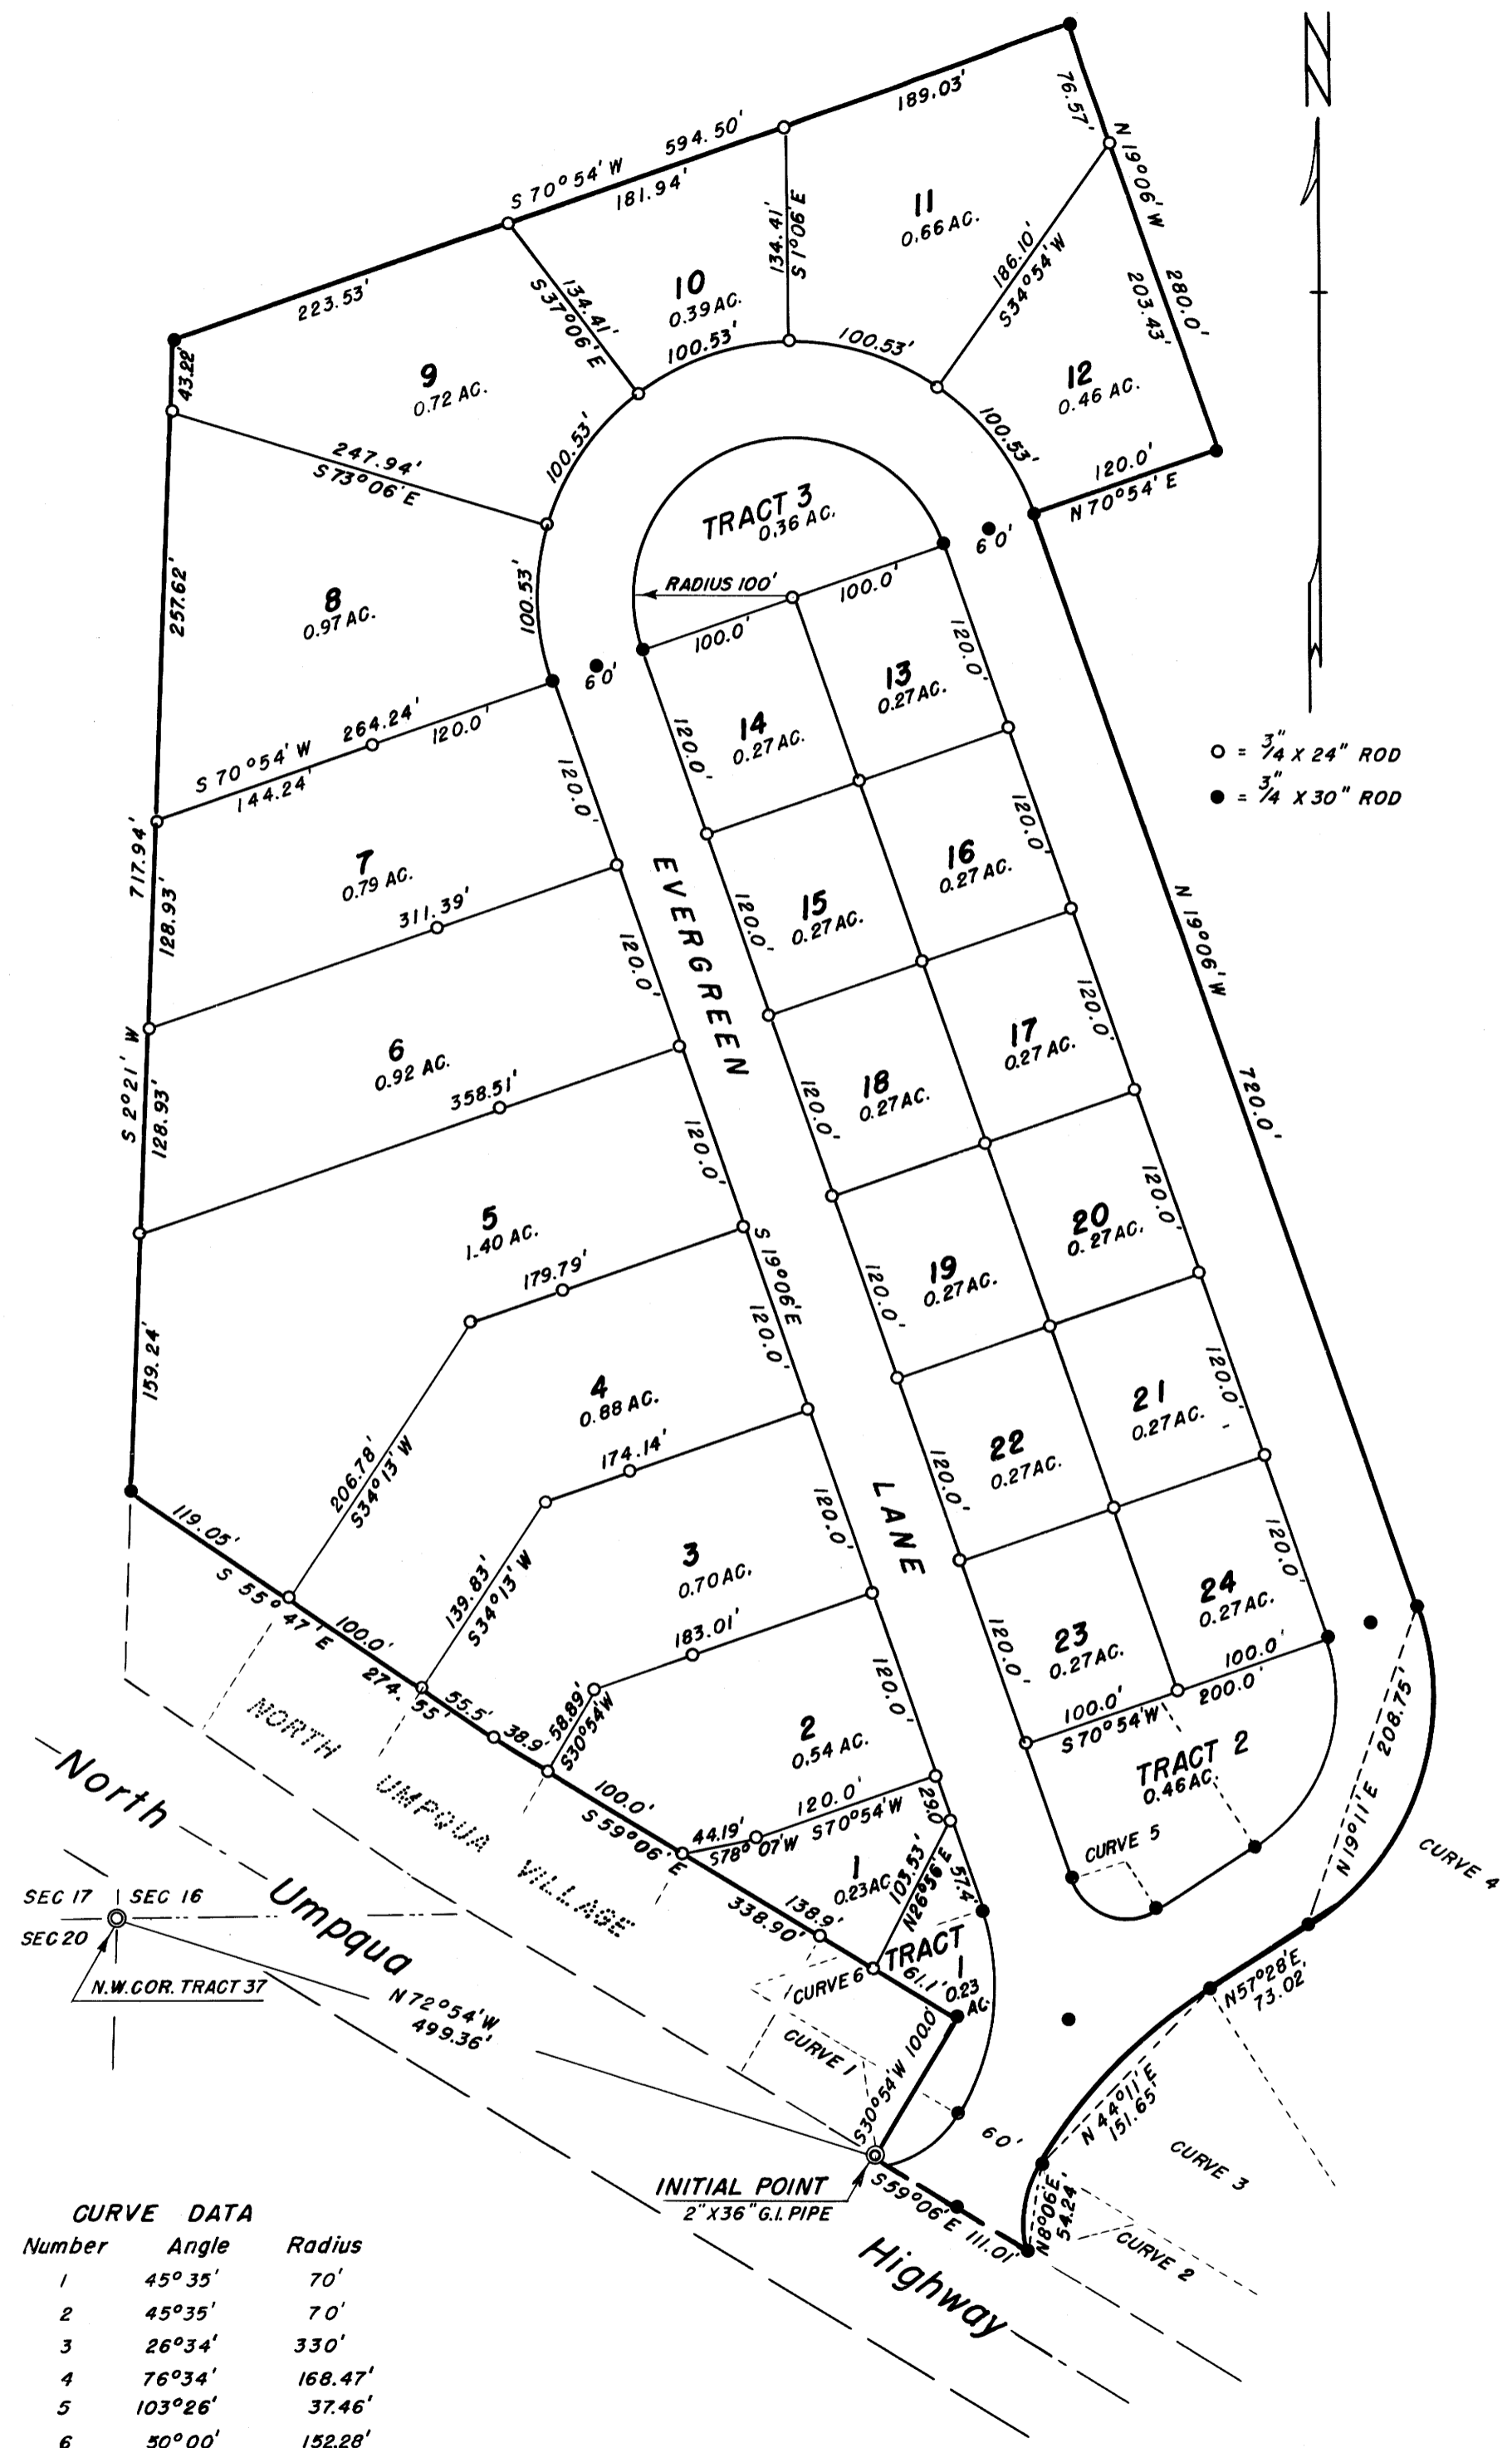 N
189.03'
76.57'
N 19°06' W
280.0'
203.43'
S 70°54' W 594.50'
181.94'
223.53'
43.22'
134.41'
S 37°06' E
134.41'
S 1°06' E
186.10'
S34°54'W
11
0.66 AC.
10
0.39 AC.
9
0.72 AC.
12
0.46 AC.
100.53'
100.53'
100.53'
100.53'
100.53'
120.0'
N 70°54' E
247.94'
S 73°06' E
TRACT 3
0.36 AC.
60'
RADIUS 100'
100.0'
100.0'
257.62'
8
0.97 AC.
60'
S 70°54' W 264.24'
144.24' 120.0'
13
0.27 AC.
14
0.27 AC.
120.0'
120.0'
○ = 3/4" X 24" ROD
● = 3/4" X 30" ROD
717.94'
128.93'
7
0.79 AC.
311.39'
120.0'
EVERGREEN
16
0.27 AC.
15
0.27 AC.
120.0'
120.0'
N 19°06' W
720.0'
S 2°21' W
128.93'
6
0.92 AC.
358.51'
120.0'
17
0.27 AC.
18
0.27 AC.
120.0'
120.0'
5
1.40 AC.
179.79'
120.0'
S 19°06' E
20
0.27 AC.
19
0.27 AC.
120.0'
120.0'
159.24'
206.78'
S34°13'W
4
0.88 AC.
174.14'
120.0'
21
0.27 AC.
22
0.27 AC.
120.0'
120.0'
LANE
119.05'
S 55°47' E
100.0'
274.55'
55.5'
139.83'
S34°13'W
3
0.70 AC.
183.01'
120.0'
24
0.27 AC.
23
0.27 AC.
120.0'
120.0'
100.0'
100.0'
S 70°54' W 200.0'
38.9'
58.89'
S30°54'W
2
0.54 AC.
120.0'
TRACT 2
0.46 AC.
CURVE 5
N 19°11' E 208.75'
CURVE 4
100.0'
S 59°06' E
338.90'
44.19'
S78°07'W
120.0'
S70°54'W
29.0
1
0.23 AC.
138.9'
103.53'
N26°56'E
57.4'
TRACT 1
0.23 AC.
61.1'
CURVE 6
CURVE 1
S30°54'W 100.0'
NORTH UMPQUA VILLAGE
North Umpqua Highway
SEC 17 SEC 16
SEC 20
N.W. COR. TRACT 37
N 72°54' W
499.36'
N 57°28' E
73.02'
N 44°11' E
151.65'
CURVE 3
60'
N 8°06' E
54.24'
CURVE 2
INITIAL POINT
2" X 36" G.I. PIPE
S 59°06' E 111.01'
CURVE DATA
Number Angle Radius
1 45°35' 70'
2 45°35' 70'
3 26°34' 330'
4 76°34' 168.47'
5 103°26' 37.46'
6 50°00' 152.28'